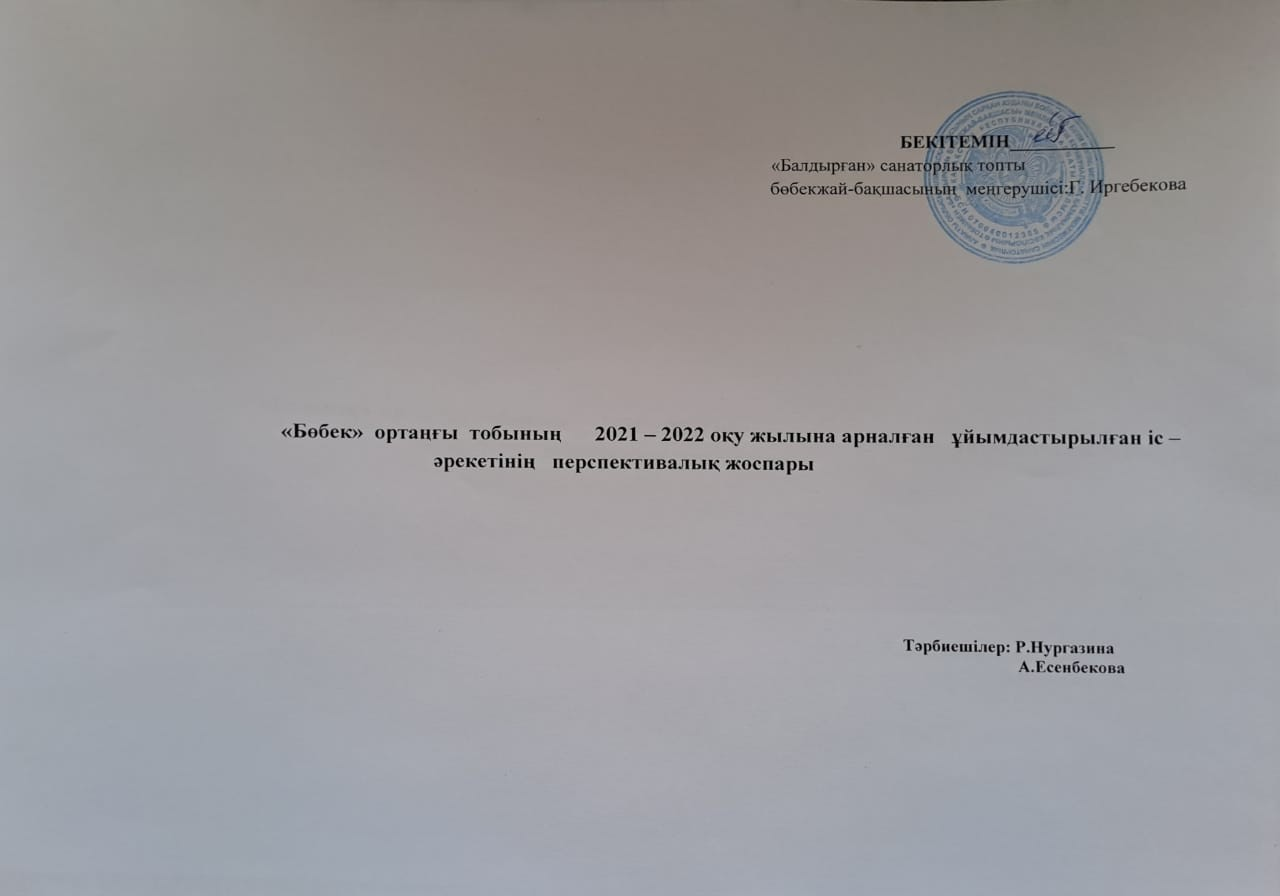 БЕКІТЕМІН____________
«Балдырған» санаторлық топты
бөбекжай-бақшасының меңгерушісі:Г. Иргебекова
«Бөбек» ортаңғы тобының 2021 – 2022 оқу жылына арналған ұйымдастырылған іс –
әрекетінің перспективалық жоспары
Тәрбиешілер: Р.Нургазина
А.Есенбекова